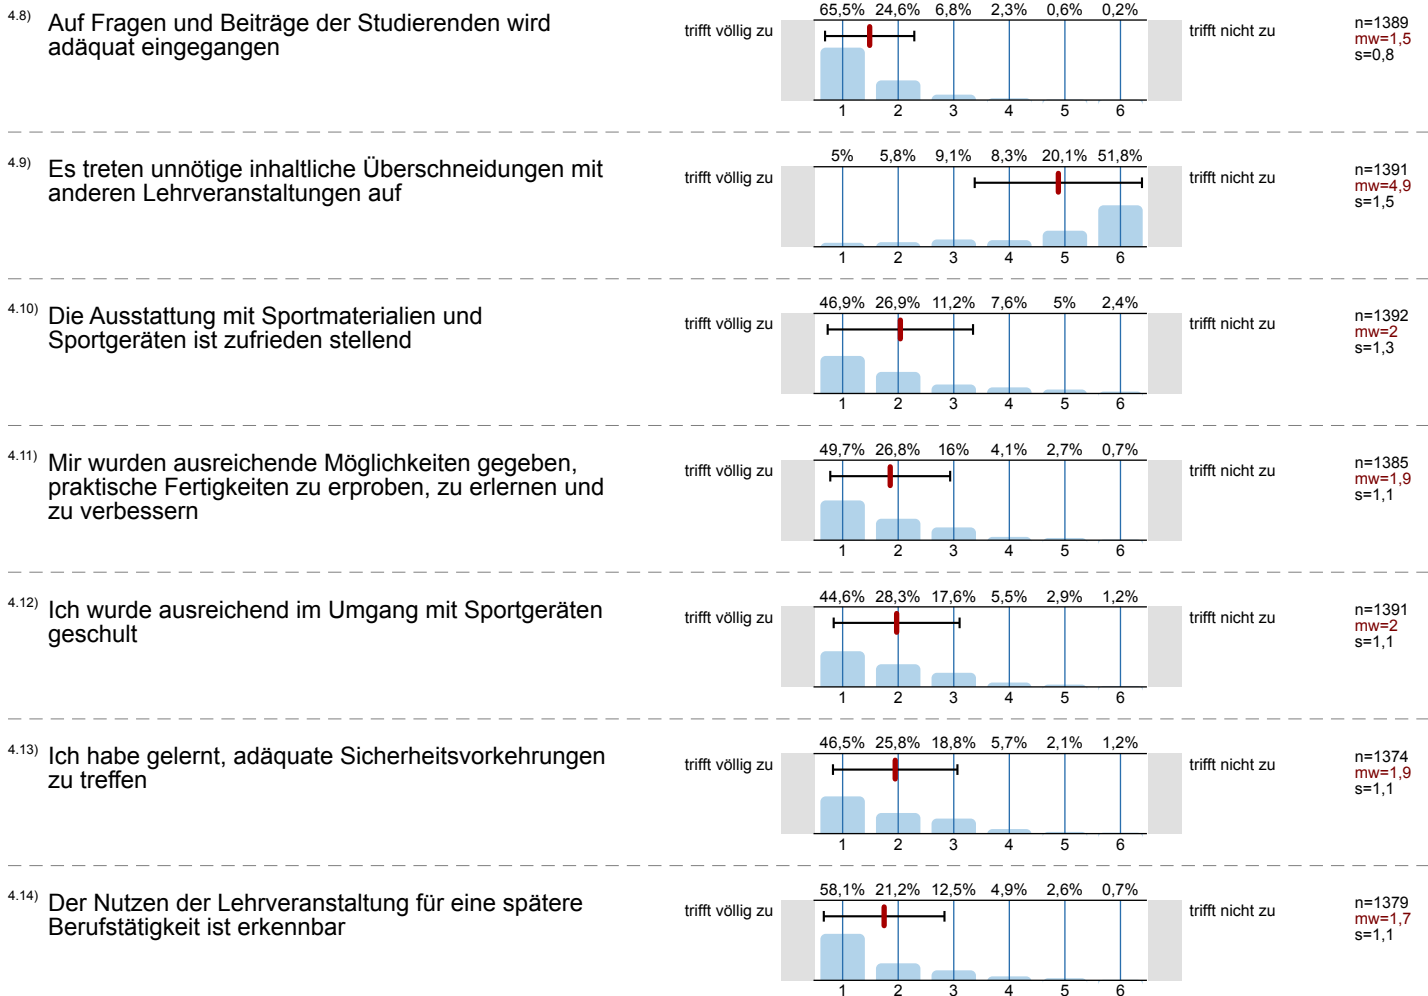 4.8) Auf Fragen und Beiträge der Studierenden wird
adäquat eingegangen
trifft völlig zu
65,5% 24,6% 6,8% 2,3% 0,6% 0,2%
1 2 3 4 5 6
trifft nicht zu
n=1389
mw=1,5
s=0,8
4.9) Es treten unnötige inhaltliche Überschneidungen mit
anderen Lehrveranstaltungen auf
trifft völlig zu
5% 5,8% 9,1% 8,3% 20,1% 51,8%
1 2 3 4 5 6
trifft nicht zu
n=1391
mw=4,9
s=1,5
4.10) Die Ausstattung mit Sportmaterialien und
Sportgeräten ist zufrieden stellend
trifft völlig zu
46,9% 26,9% 11,2% 7,6% 5% 2,4%
1 2 3 4 5 6
trifft nicht zu
n=1392
mw=2
s=1,3
4.11) Mir wurden ausreichende Möglichkeiten gegeben,
praktische Fertigkeiten zu erproben, zu erlernen und
zu verbessern
trifft völlig zu
49,7% 26,8% 16% 4,1% 2,7% 0,7%
1 2 3 4 5 6
trifft nicht zu
n=1385
mw=1,9
s=1,1
4.12) Ich wurde ausreichend im Umgang mit Sportgeräten
geschult
trifft völlig zu
44,6% 28,3% 17,6% 5,5% 2,9% 1,2%
1 2 3 4 5 6
trifft nicht zu
n=1391
mw=2
s=1,1
4.13) Ich habe gelernt, adäquate Sicherheitsvorkehrungen
zu treffen
trifft völlig zu
46,5% 25,8% 18,8% 5,7% 2,1% 1,2%
1 2 3 4 5 6
trifft nicht zu
n=1374
mw=1,9
s=1,1
4.14) Der Nutzen der Lehrveranstaltung für eine spätere
Berufstätigkeit ist erkennbar
trifft völlig zu
58,1% 21,2% 12,5% 4,9% 2,6% 0,7%
1 2 3 4 5 6
trifft nicht zu
n=1379
mw=1,7
s=1,1